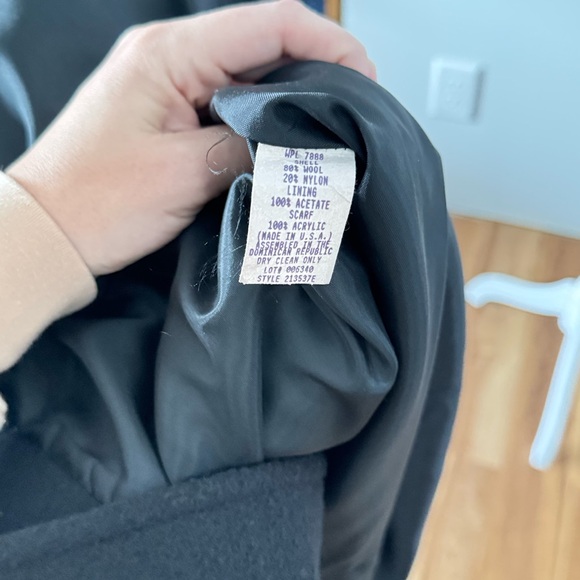 WPL 7088
SHELL
80% WOOL
20% NYLON
LINING
100% ACETATE
SCARF
100% ACRYLIC
(MADE IN U.S.A.)
ASSEMBLED IN THE
DOMINICAN REPUBLIC
DRY CLEAN ONLY
LOT# 006340
STYLE 213537E